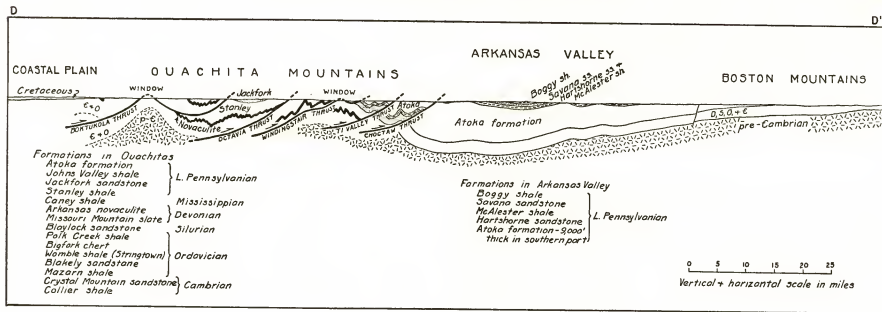 D D'
ARKANSAS VALLEY
COASTAL PLAIN OUACHITA MOUNTAINS BOSTON MOUNTAINS
Boggy sh.
Savana ss
Hartshorne ss +
McAlester sh
Cretaceous
WINDOW
Jackfork
WINDOW
Stanley
Atoka
Є+O
p-Є
Novaculite
Atoka formation
D, S, O, + Є
pre-Cambrian
BOKTUKOLA THRUST
OCTAVIA THRUST
WINDINGSTAIR THRUST
TI VALLEY THRUST
CHOCTAW THRUST
Є+O
Formations in Ouachitas
Atoka formation
Johns Valley shale
Jackfork sandstone
Stanley shale
L. Pennsylvanian
Caney shale Mississippian
Arkansas novaculite
Missouri Mountain slate
Devonian
Blaylock sandstone Silurian
Polk Creek shale
Bigfork chert
Womble shale (Stringtown)
Blakely sandstone
Mazarn shale
Ordovician
Crystal Mountain sandstone
Collier shale
Cambrian
Formations in Arkansas Valley
Boggy shale
Savana sandstone
McAlester shale
Hartshorne sandstone
Atoka formation-9,000'
thick in southern part
L. Pennsylvanian
0 5 10 15 20 25
Vertical + horizontal scale in miles